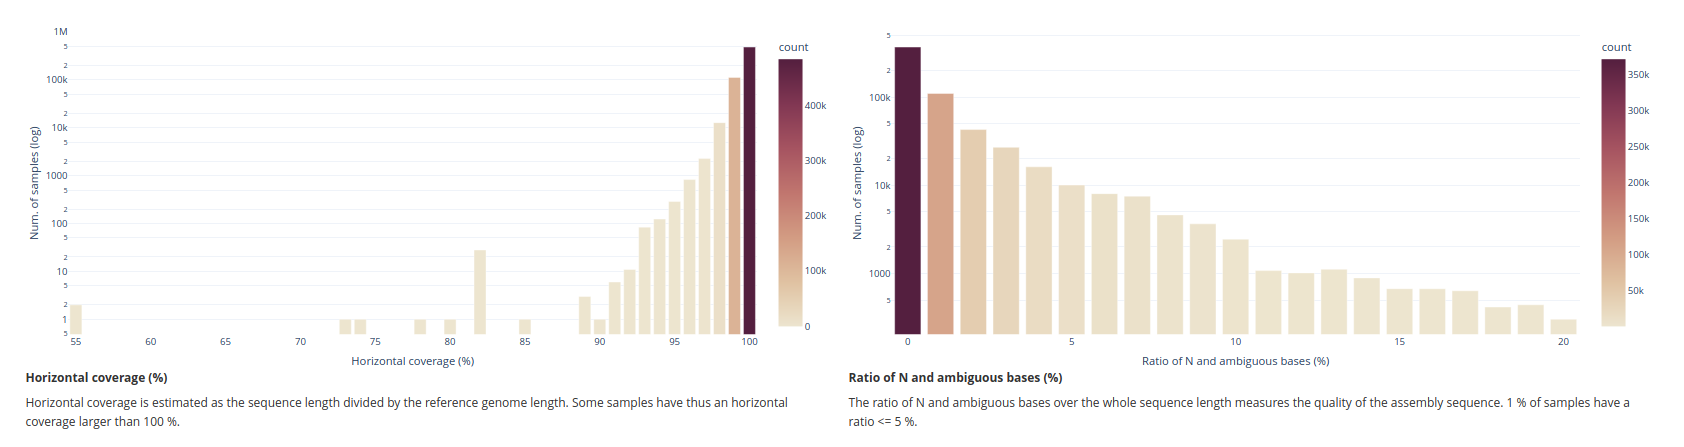 1M
5
2
100k
5
2
10k
5
2
1000
5
2
100
5
2
10
5
2
1
5
Num. of samples (log)
55 60 65 70 75 80 85 90 95 100
Horizontal coverage (%)
count
400k
300k
200k
100k
0
Horizontal coverage (%)
Horizontal coverage is estimated as the sequence length divided by the reference genome length. Some samples have thus an horizontal
coverage larger than 100 %.
5
2
100k
5
2
10k
5
2
1000
5
Num. of samples (log)
0 5 10 15 20
Ratio of N and ambiguous bases (%)
count
350k
300k
250k
200k
150k
100k
50k
Ratio of N and ambiguous bases (%)
The ratio of N and ambiguous bases over the whole sequence length measures the quality of the assembly sequence. 1 % of samples have a
ratio <= 5 %.